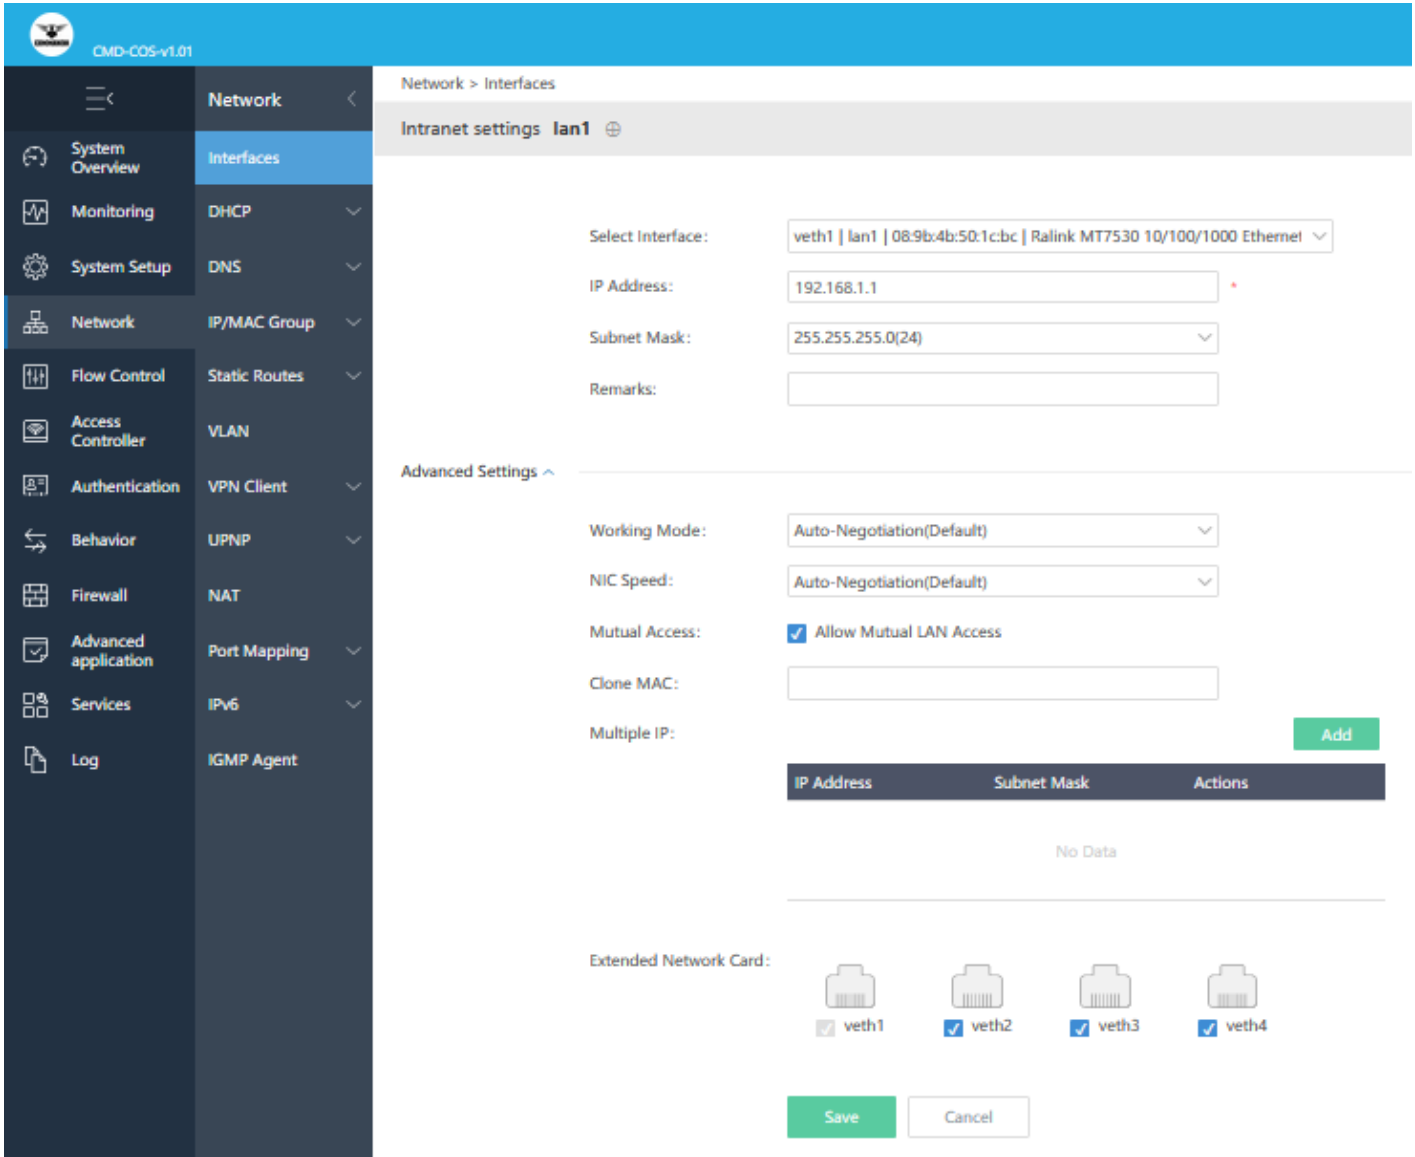 CMD-COS-v1.01
Network
System
Overview
Monitoring
System Setup
Network
Flow Control
Access
Controller
Authentication
Behavior
Firewall
Advanced
application
Services
Log
Interfaces
DHCP
DNS
IP/MAC Group
Static Routes
VLAN
VPN Client
UPNP
NAT
Port Mapping
IPv6
IGMP Agent
Network > Interfaces
Intranet settings lan1
Select Interface: veth1 | lan1 | 08:9b:4b:50:1c:bc | Ralink MT7530 10/100/1000 Ethernet
IP Address: 192.168.1.1 *
Subnet Mask: 255.255.255.0(24)
Remarks:
Advanced Settings
Working Mode: Auto-Negotiation(Default)
NIC Speed: Auto-Negotiation(Default)
Mutual Access: Allow Mutual LAN Access
Clone MAC:
Multiple IP: Add
IP Address Subnet Mask Actions
No Data
Extended Network Card:
veth1 veth2 veth3 veth4
Save Cancel